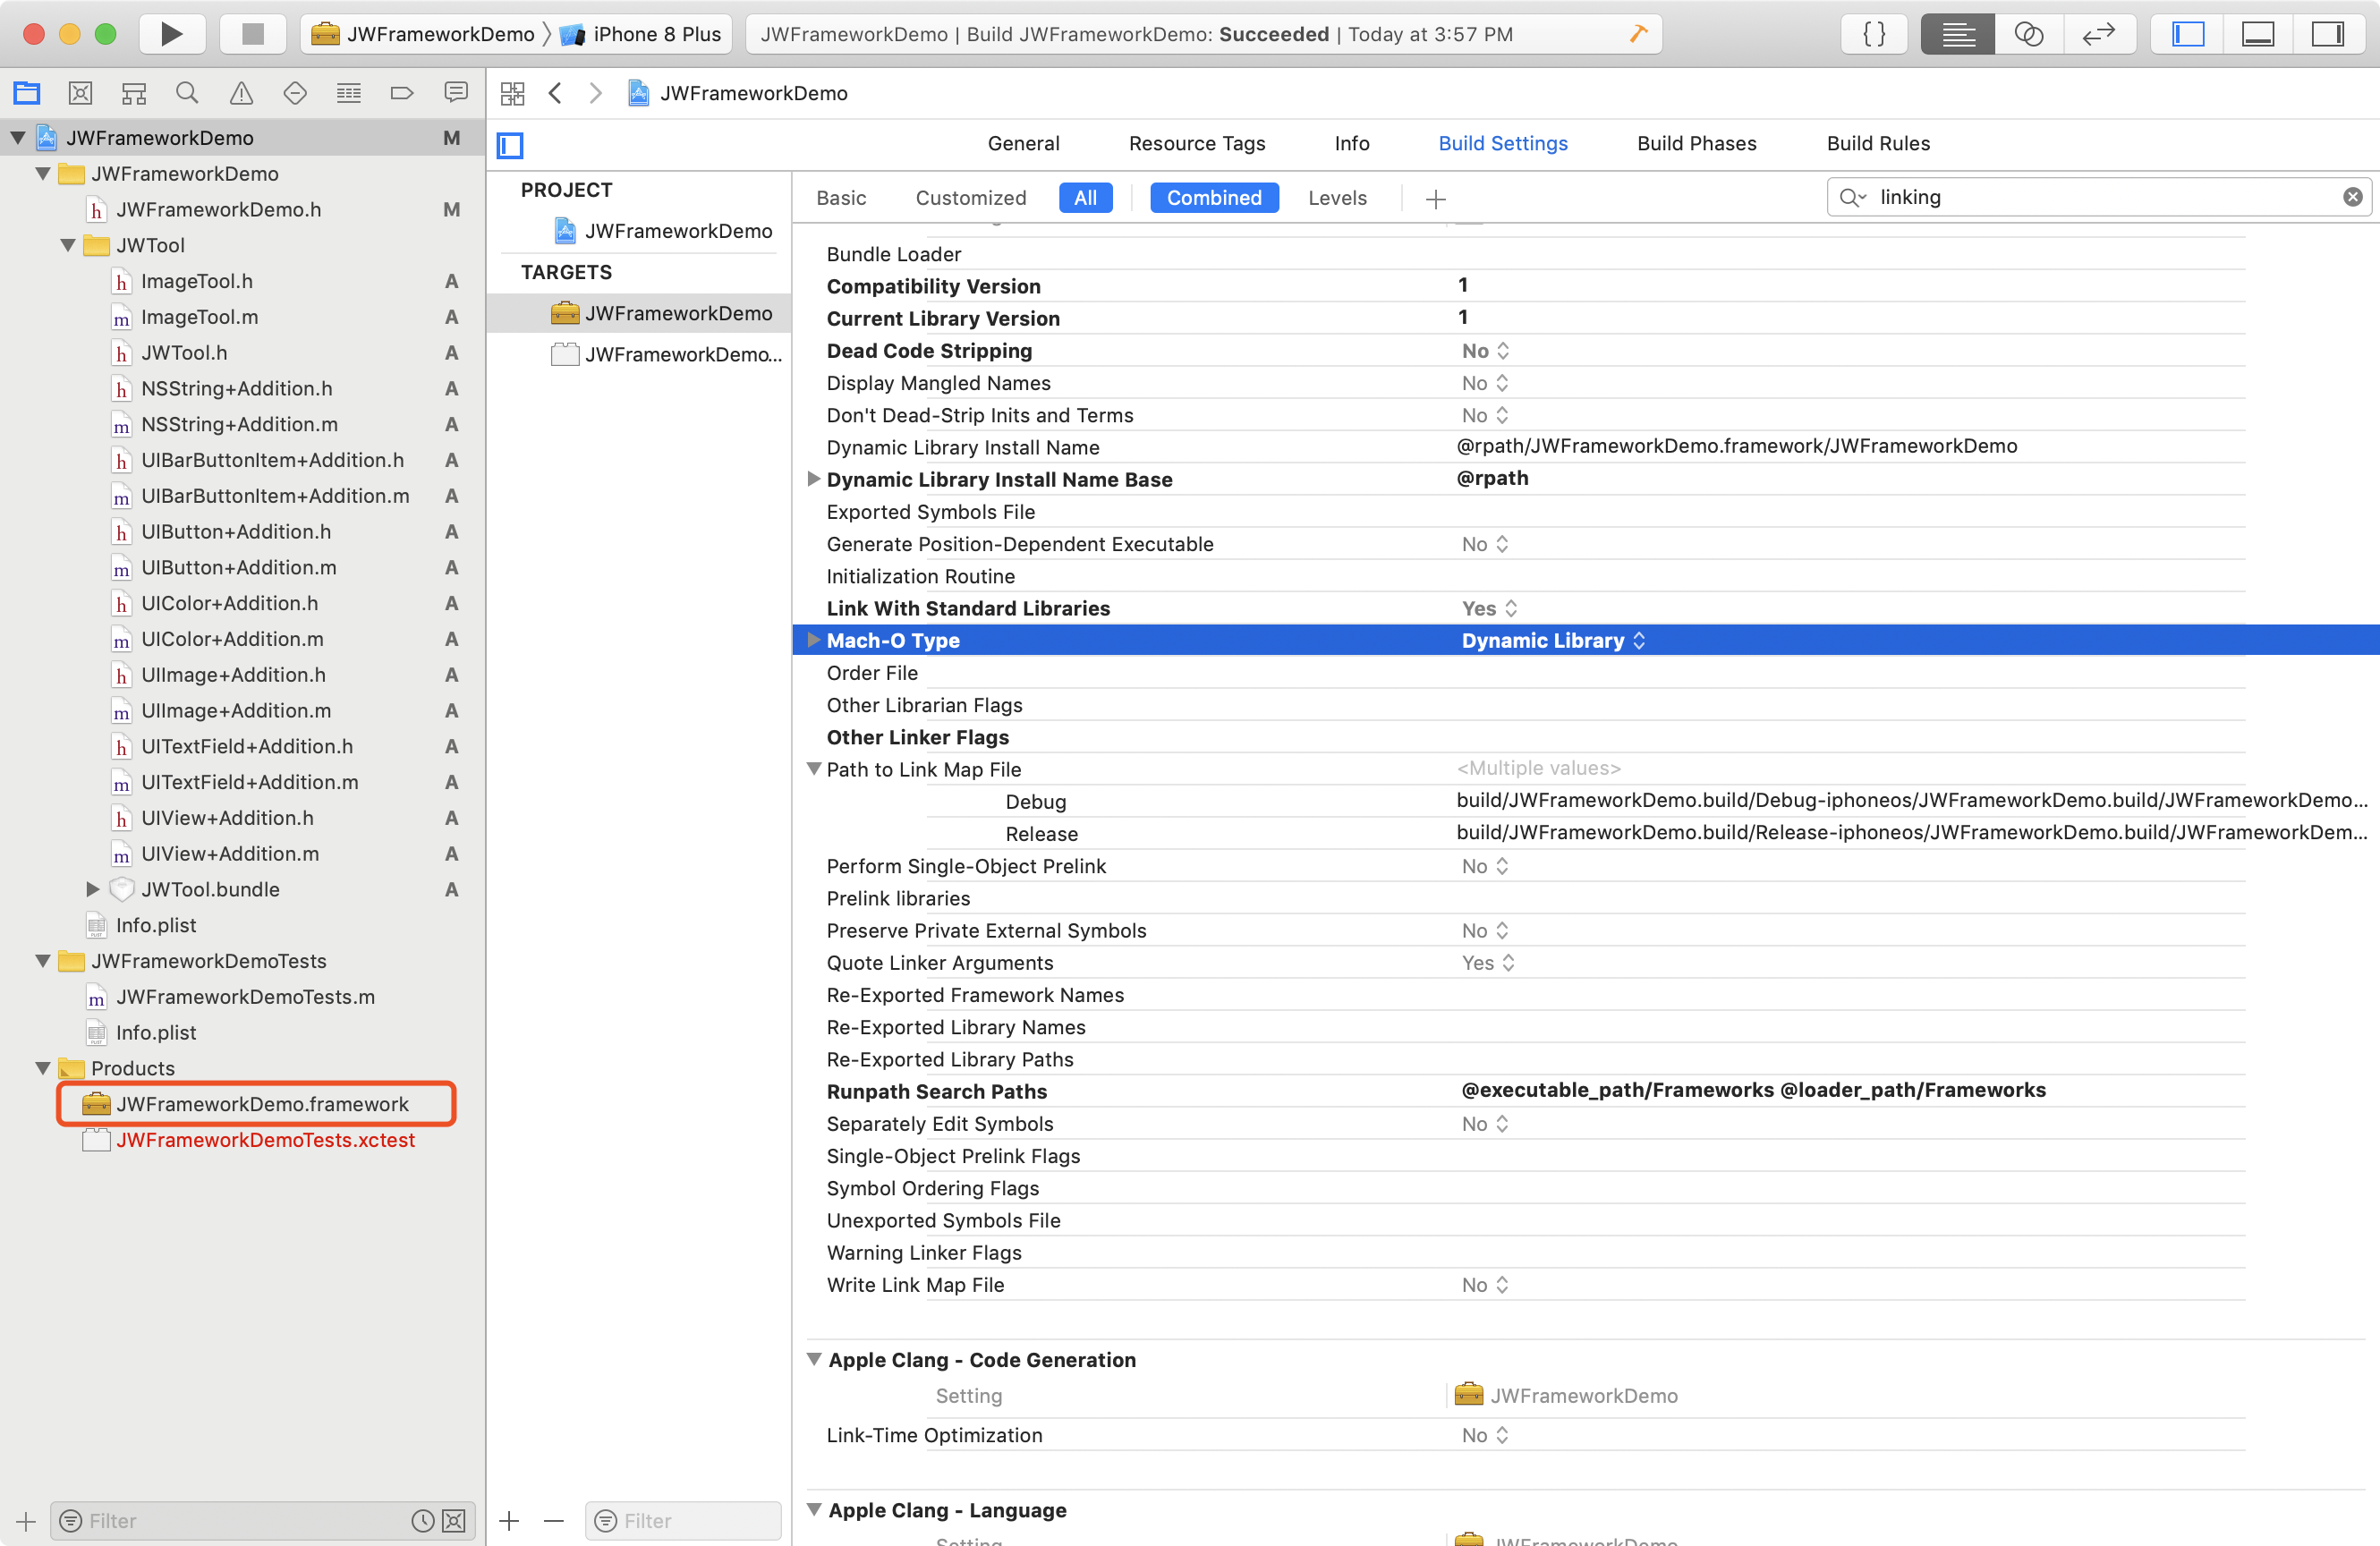 JWFrameworkDemo
iPhone 8 Plus
JWFrameworkDemo | Build JWFrameworkDemo: Succeeded | Today at 3:57 PM
JWFrameworkDemo M
JWFrameworkDemo
JWFrameworkDemo.h M
JWTool
ImageTool.h A
ImageTool.m A
JWTool.h A
NSString+Addition.h A
NSString+Addition.m A
UIBarButtonItem+Addition.h A
UIBarButtonItem+Addition.m A
UIButton+Addition.h A
UIButton+Addition.m A
UIColor+Addition.h A
UIColor+Addition.m A
UIImage+Addition.h A
UIImage+Addition.m A
UITextField+Addition.h A
UITextField+Addition.m A
UIView+Addition.h A
UIView+Addition.m A
JWTool.bundle A
Info.plist
JWFrameworkDemoTests
JWFrameworkDemoTests.m
Info.plist
Products
JWFrameworkDemo.framework
JWFrameworkDemoTests.xctest
Filter
JWFrameworkDemo
General Resource Tags Info Build Settings Build Phases Build Rules
PROJECT
JWFrameworkDemo
TARGETS
JWFrameworkDemo
JWFrameworkDemo...
Filter
Basic Customized All Combined Levels
linking
Bundle Loader
Compatibility Version 1
Current Library Version 1
Dead Code Stripping No
Display Mangled Names No
Don't Dead-Strip Inits and Terms No
Dynamic Library Install Name @rpath/JWFrameworkDemo.framework/JWFrameworkDemo
Dynamic Library Install Name Base @rpath
Exported Symbols File
Generate Position-Dependent Executable No
Initialization Routine
Link With Standard Libraries Yes
Mach-O Type Dynamic Library
Order File
Other Librarian Flags
Other Linker Flags
Path to Link Map File <Multiple values>
Debug build/JWFrameworkDemo.build/Debug-iphoneos/JWFrameworkDemo.build/JWFrameworkDemo...
Release build/JWFrameworkDemo.build/Release-iphoneos/JWFrameworkDemo.build/JWFrameworkDem...
Perform Single-Object Prelink No
Prelink libraries
Preserve Private External Symbols No
Quote Linker Arguments Yes
Re-Exported Framework Names
Re-Exported Library Names
Re-Exported Library Paths
Runpath Search Paths @executable_path/Frameworks @loader_path/Frameworks
Separately Edit Symbols No
Single-Object Prelink Flags
Symbol Ordering Flags
Unexported Symbols File
Warning Linker Flags
Write Link Map File No
Apple Clang - Code Generation
Setting JWFrameworkDemo
Link-Time Optimization No
Apple Clang - Language
Setting JWFrameworkDemo